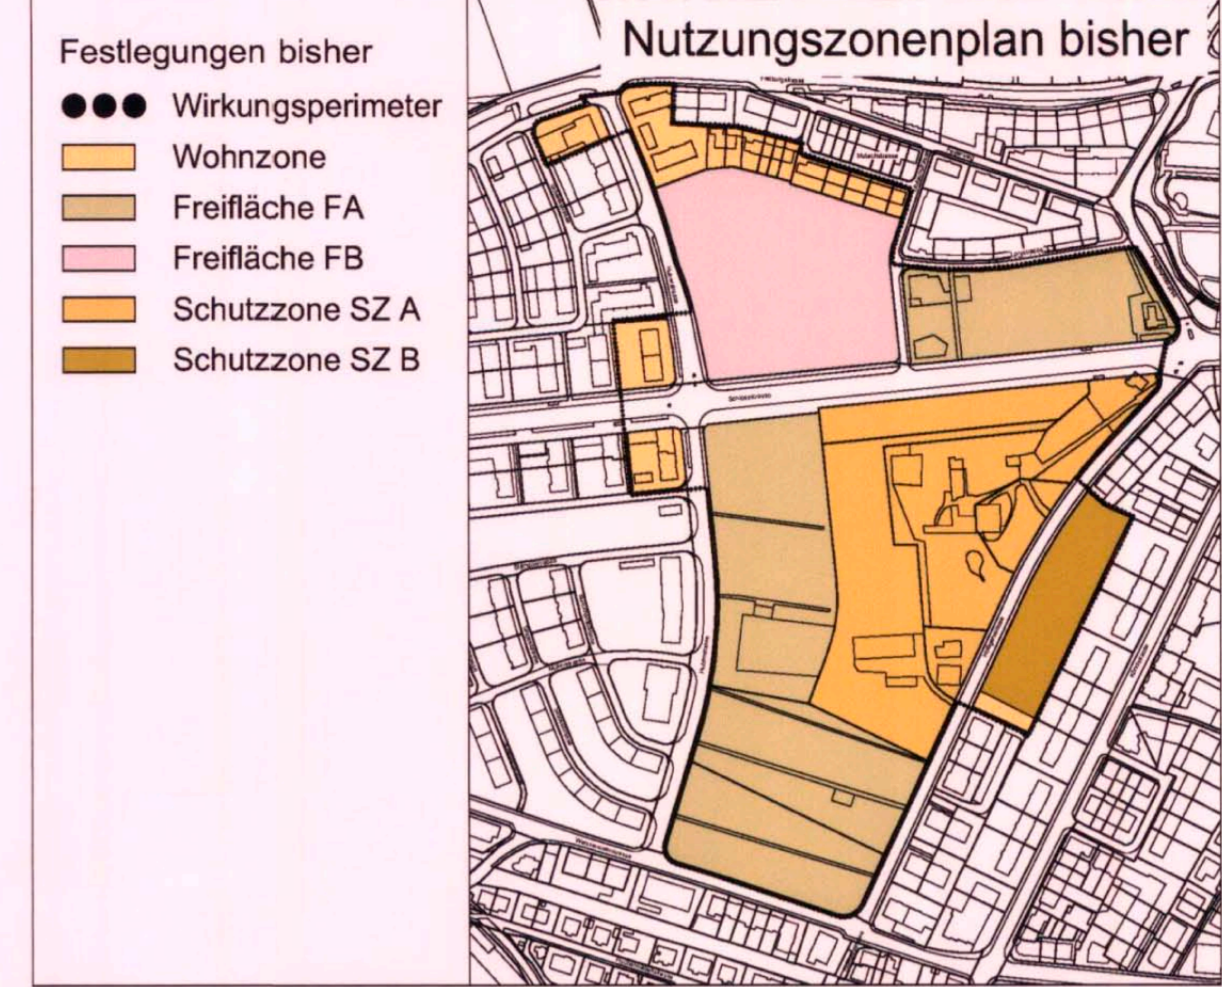 Nutzungszonenplan bisher
Festlegungen bisher
Wirkungsperimeter
Wohnzone
Freifläche FA
Freifläche FB
Schutzzone SZ A
Schutzzone SZ B